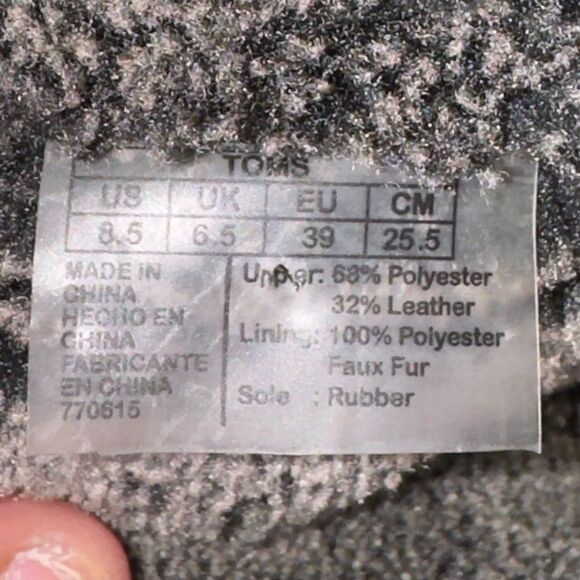 TOMS
US UK EU CM
8.5 6.5 39 25.5
MADE IN
CHINA
HECHO EN
CHINA
FABRICANTE
EN CHINA
770615
Upper: 68% Polyester
32% Leather
Lining: 100% Polyester
Faux Fur
Sole : Rubber